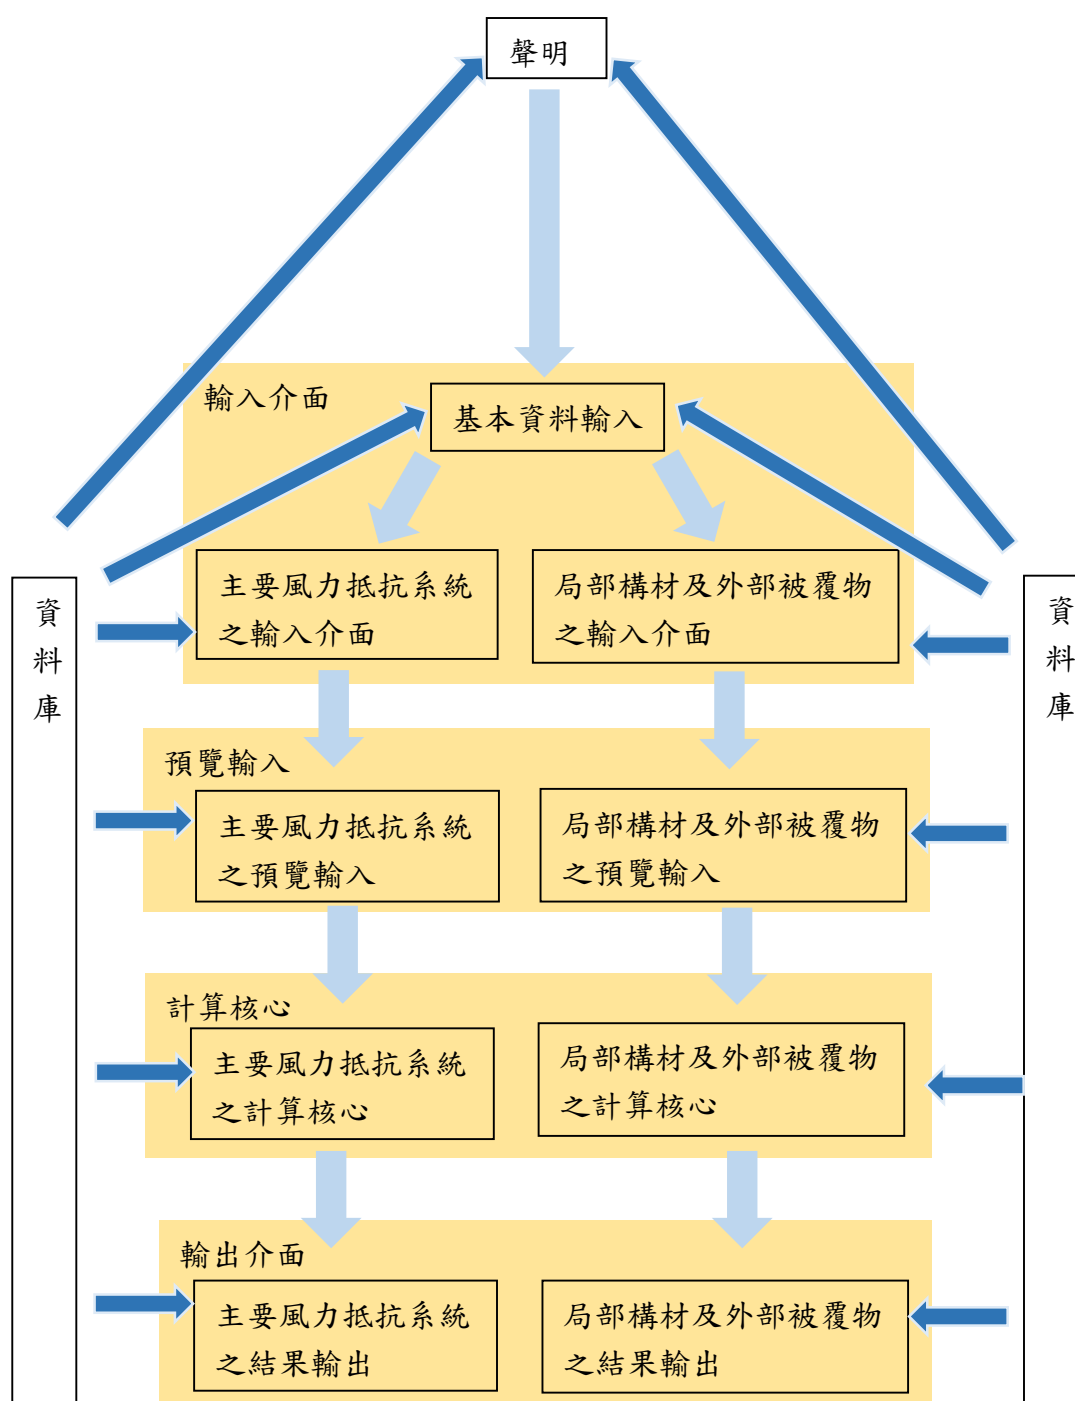 聲明
輸入介面
基本資料輸入
主要風力抵抗系統
之輸入介面
局部構材及外部被覆物
之輸入介面
資
料
庫
資
料
庫
預覽輸入
主要風力抵抗系統
之預覽輸入
局部構材及外部被覆物
之預覽輸入
計算核心
主要風力抵抗系統
之計算核心
局部構材及外部被覆物
之計算核心
輸出介面
主要風力抵抗系統
之結果輸出
局部構材及外部被覆物
之結果輸出